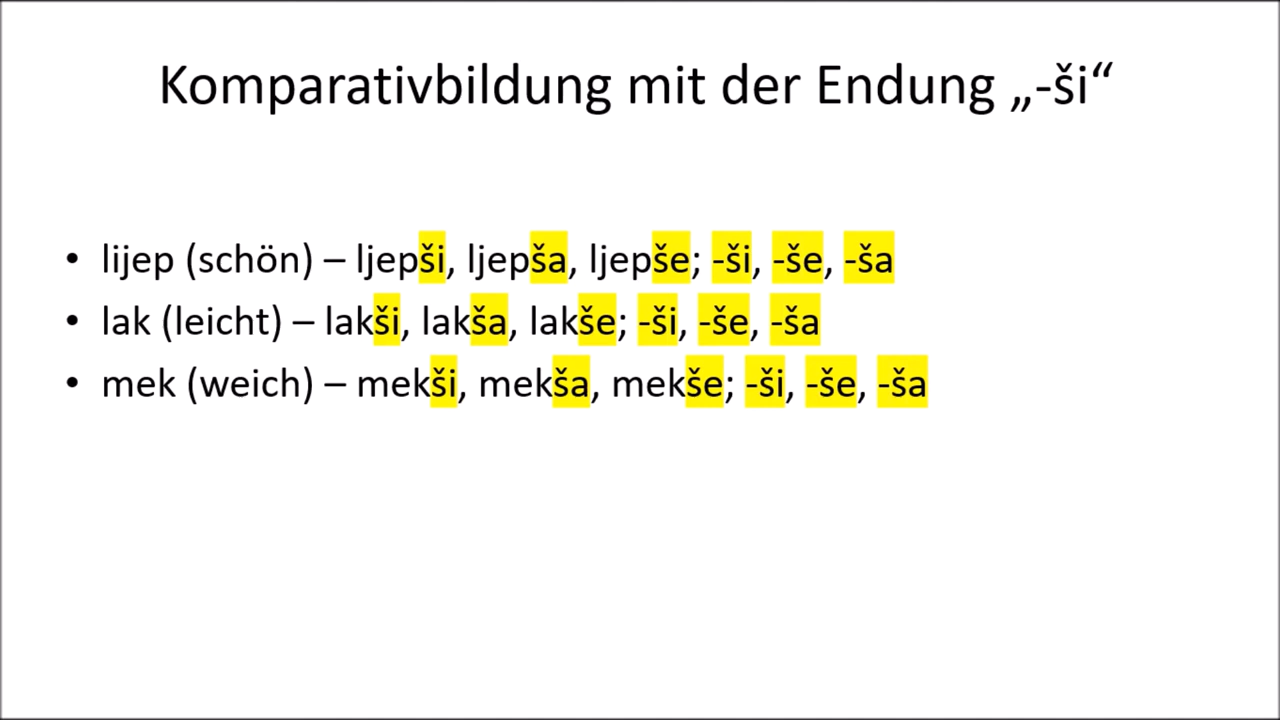 Komparativbildung mit der Endung „-ši“
• lijep (schön) – ljepši, ljepša, ljepše; -ši, -še, -ša
• lak (leicht) – lakši, lakša, lakše; -ši, -še, -ša
• mek (weich) – mekši, mekša, mekše; -ši, -še, -ša